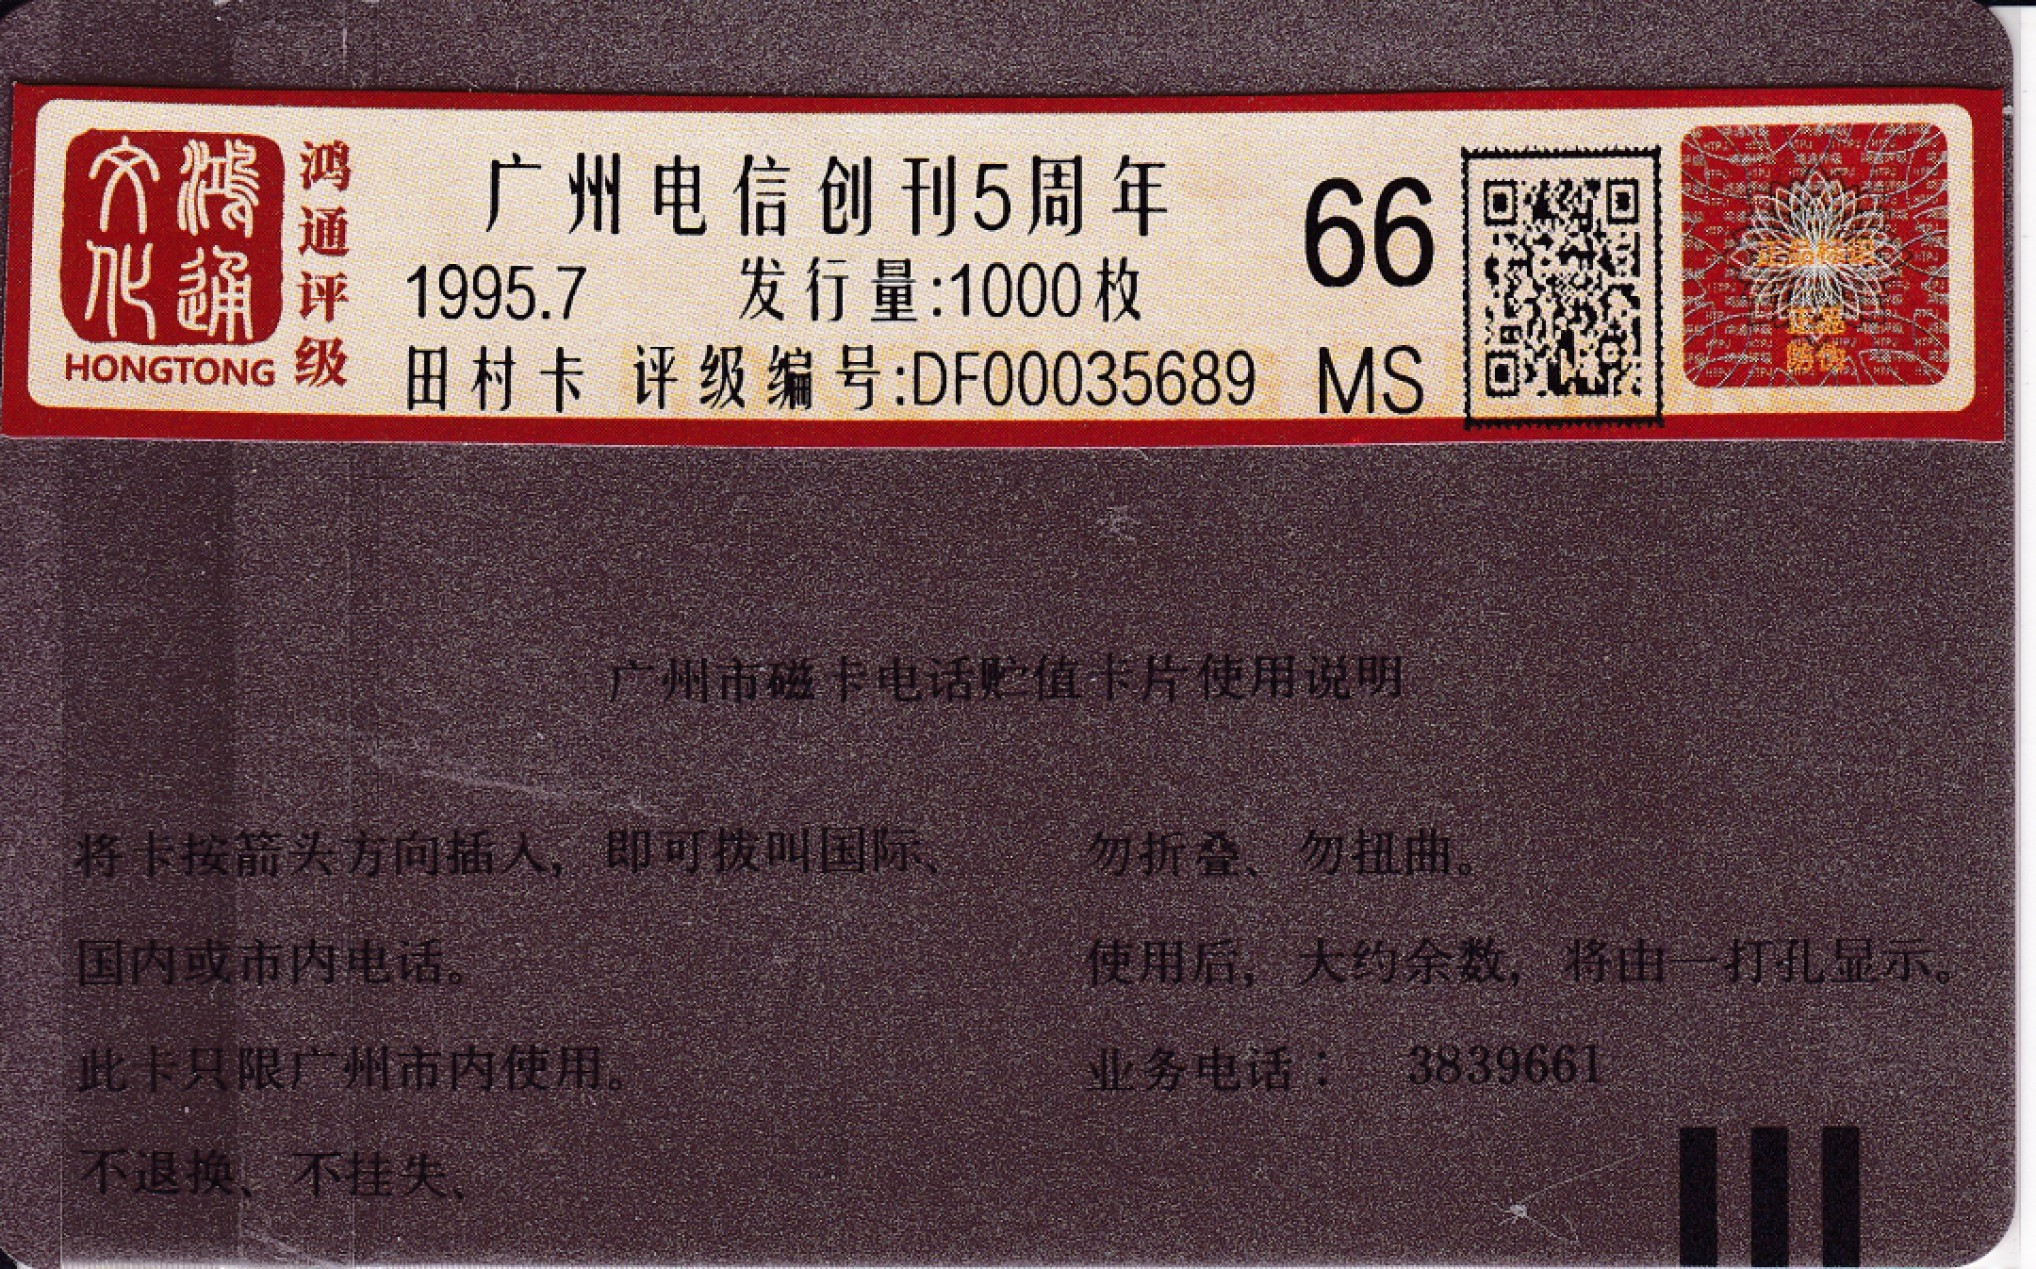 鸿通
文化
HONGTONG
鸿通评级
广州电信创刊5周年
1995.7 发行量:1000枚
田村卡 评级编号:DF00035689
66
MS
广州市磁卡电话贮值卡片使用说明
将卡按箭头方向插入，即可拨叫国际、
国内或市内电话。
此卡只限广州市内使用。
不退换、不挂失、
勿折叠、勿扭曲。
使用后，大约余数，将由一打孔显示。
业务电话： 3839661